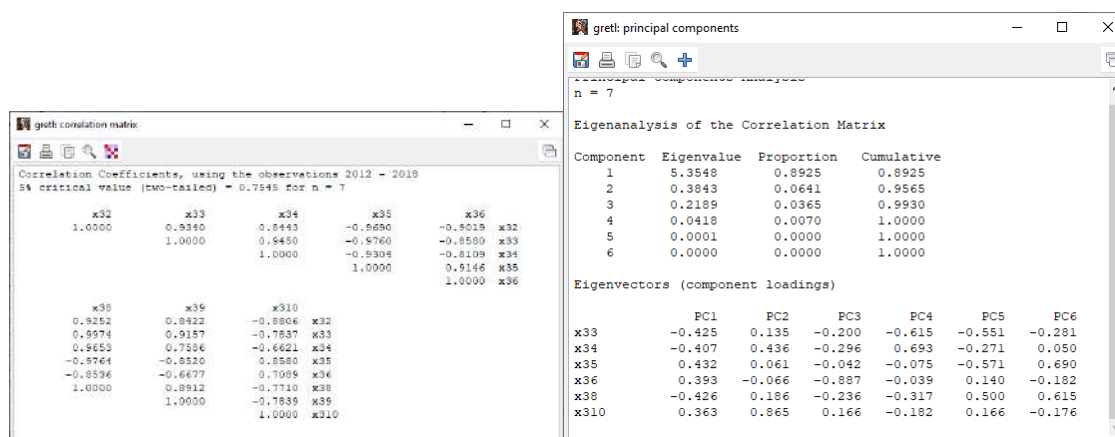 gretl: correlation matrix
Correlation Coefficients, using the observations 2012 - 2018
5% critical value (two-tailed) = 0.7545 for n = 7
x32 x33 x34 x35 x36
1.0000 0.9340 0.8443 -0.9690 -0.9019 x32
1.0000 0.9450 -0.9760 -0.8580 x33
1.0000 -0.9304 -0.8109 x34
1.0000 0.9146 x35
1.0000 x36
x38 x39 x310
0.9252 0.8422 -0.8806 x32
0.9974 0.9157 -0.7837 x33
0.9653 0.7586 -0.6621 x34
-0.9764 -0.8520 0.8580 x35
-0.8536 -0.6677 0.7089 x36
1.0000 0.8912 -0.7710 x38
1.0000 -0.7839 x39
1.0000 x310
gretl: principal components
Principal Components Analysis
n = 7
Eigenanalysis of the Correlation Matrix
Component Eigenvalue Proportion Cumulative
1 5.3548 0.8925 0.8925
2 0.3843 0.0641 0.9565
3 0.2189 0.0365 0.9930
4 0.0418 0.0070 1.0000
5 0.0001 0.0000 1.0000
6 0.0000 0.0000 1.0000
Eigenvectors (component loadings)
PC1 PC2 PC3 PC4 PC5 PC6
x33 -0.425 0.135 -0.200 -0.615 -0.551 -0.281
x34 -0.407 0.436 -0.296 0.693 -0.271 0.050
x35 0.432 0.061 -0.042 -0.075 -0.571 0.690
x36 0.393 -0.066 -0.887 -0.039 0.140 -0.182
x38 -0.426 0.186 -0.236 -0.317 0.500 0.615
x310 0.363 0.865 0.166 -0.182 0.166 -0.176